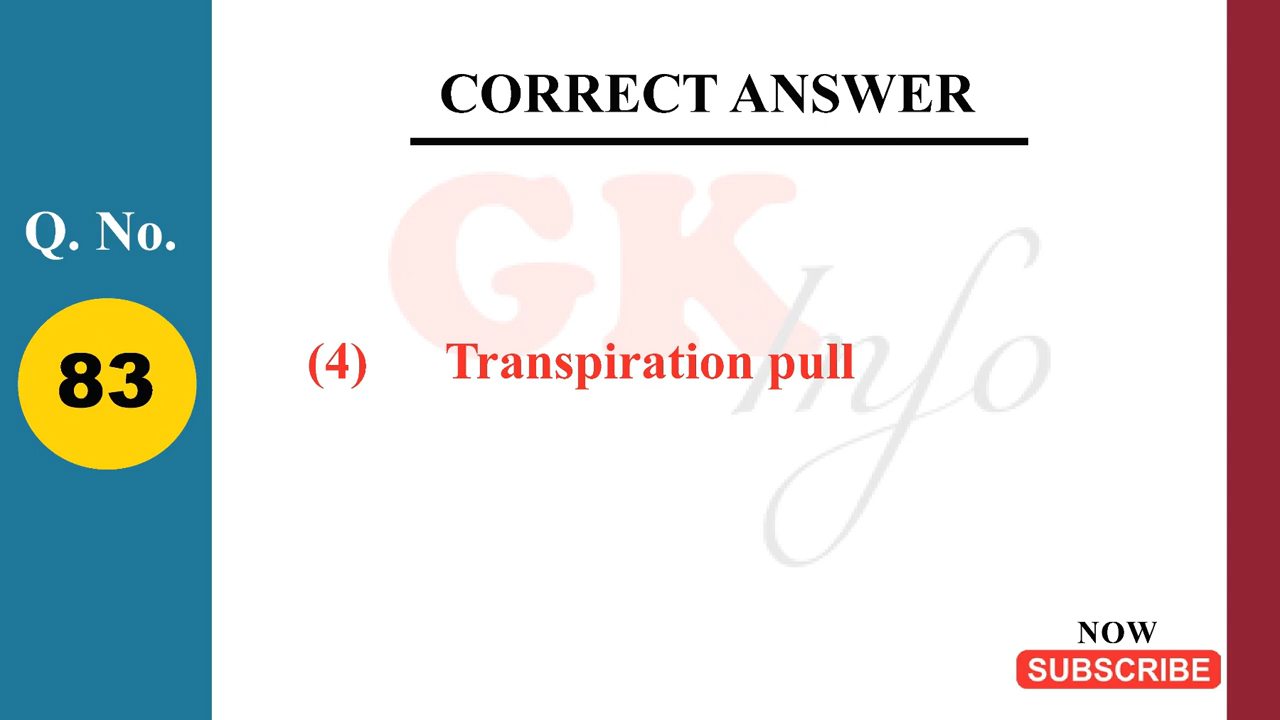 CORRECT ANSWER
GK
Info
Q. No.
83
(4) Transpiration pull
NOW
SUBSCRIBE